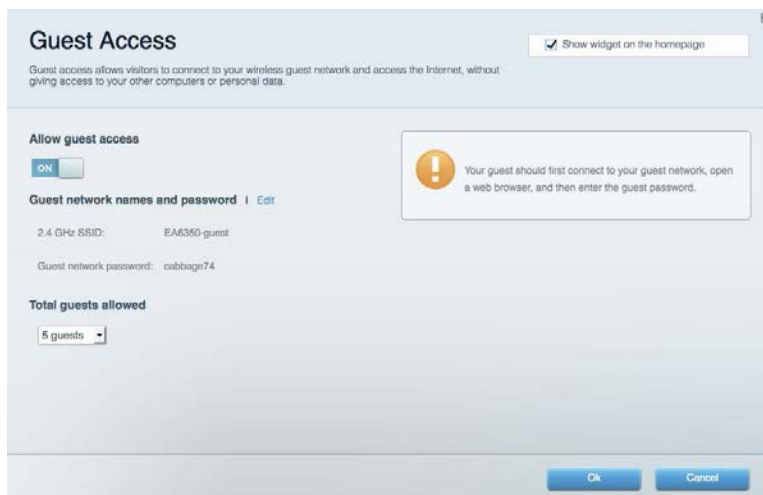 Guest Access
Show widget on the homepage
Guest access allows visitors to connect to your wireless guest network and access the Internet, without
giving access to your other computers or personal data.
Allow guest access
ON
Your guest should first connect to your guest network, open
a web browser, and then enter the guest password.
Guest network names and password | Edit
2.4 GHz SSID: EA6350-guest
Guest network password: cabbage74
Total guests allowed
5 guests
Ok Cancel